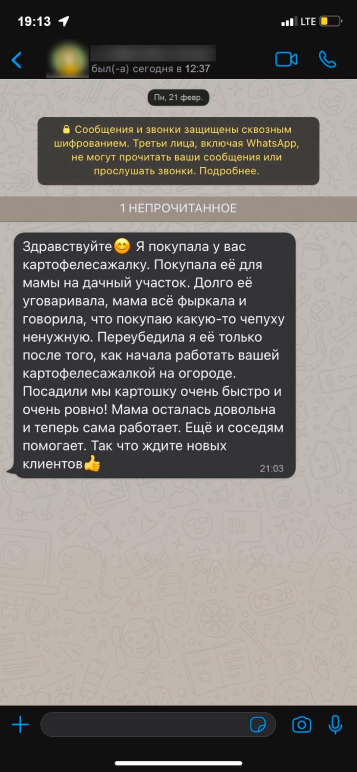 19:13
LTE
был(-а) сегодня в 12:37
Пн, 21 февр.
Сообщения и звонки защищены сквозным
шифрованием. Третьи лица, включая WhatsApp,
не могут прочитать ваши сообщения или
прослушать звонки. Подробнее.
1 НЕПРОЧИТАННОЕ
Здравствуйте😊 Я покупала у вас
картофелесажалку. Покупала её для
мамы на дачный участок. Долго её
уговаривала, мама всё фыркала и
говорила, что покупаю какую-то чепуху
ненужную. Переубедила я её только
после того, как начала работать вашей
картофелесажалкой на огороде.
Посадили мы картошку очень быстро и
очень ровно! Мама осталась довольна
и теперь сама работает. Ещё и соседям
помогает. Так что ждите новых
клиентов👍
21:03